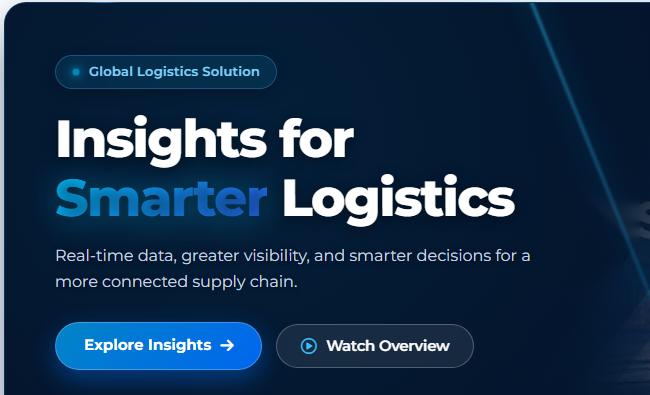 Global Logistics Solution
Insights for
Smarter Logistics
Real-time data, greater visibility, and smarter decisions for a
more connected supply chain.
Explore Insights →
Watch Overview